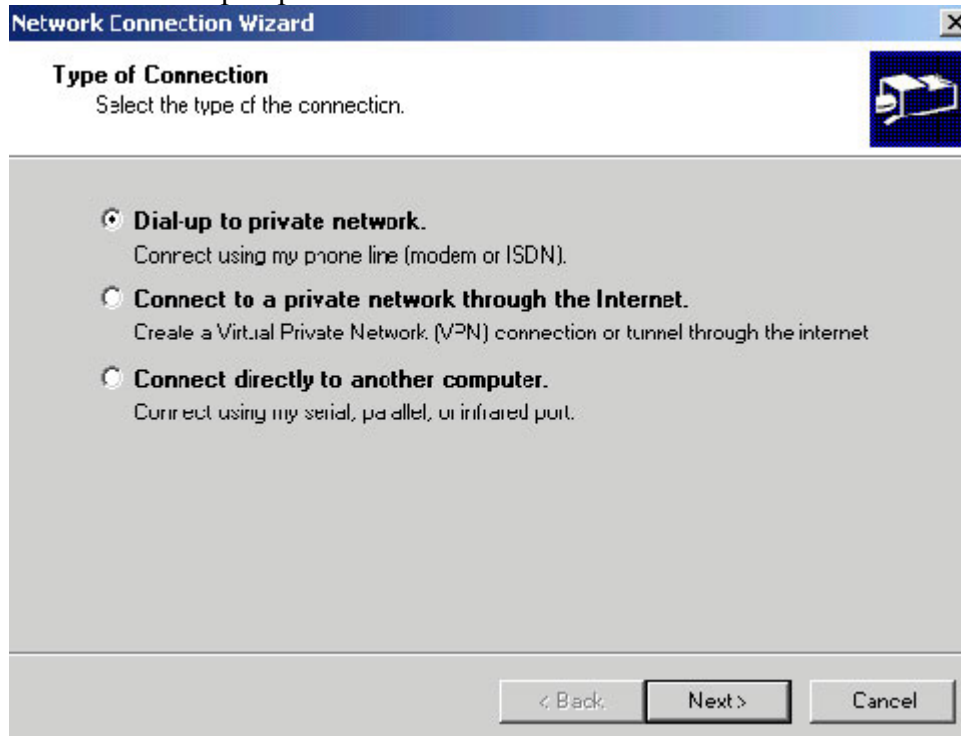 Network Connection Wizard
Type of Connection
Select the type of the connection.
Dial-up to private network.
Connect using my phone line (modem or ISDN).
Connect to a private network through the Internet.
Create a Virtual Private Network (VPN) connection or tunnel through the internet
Connect directly to another computer.
Connect using my serial, parallel, or infrared port.
< Back
Next >
Cancel